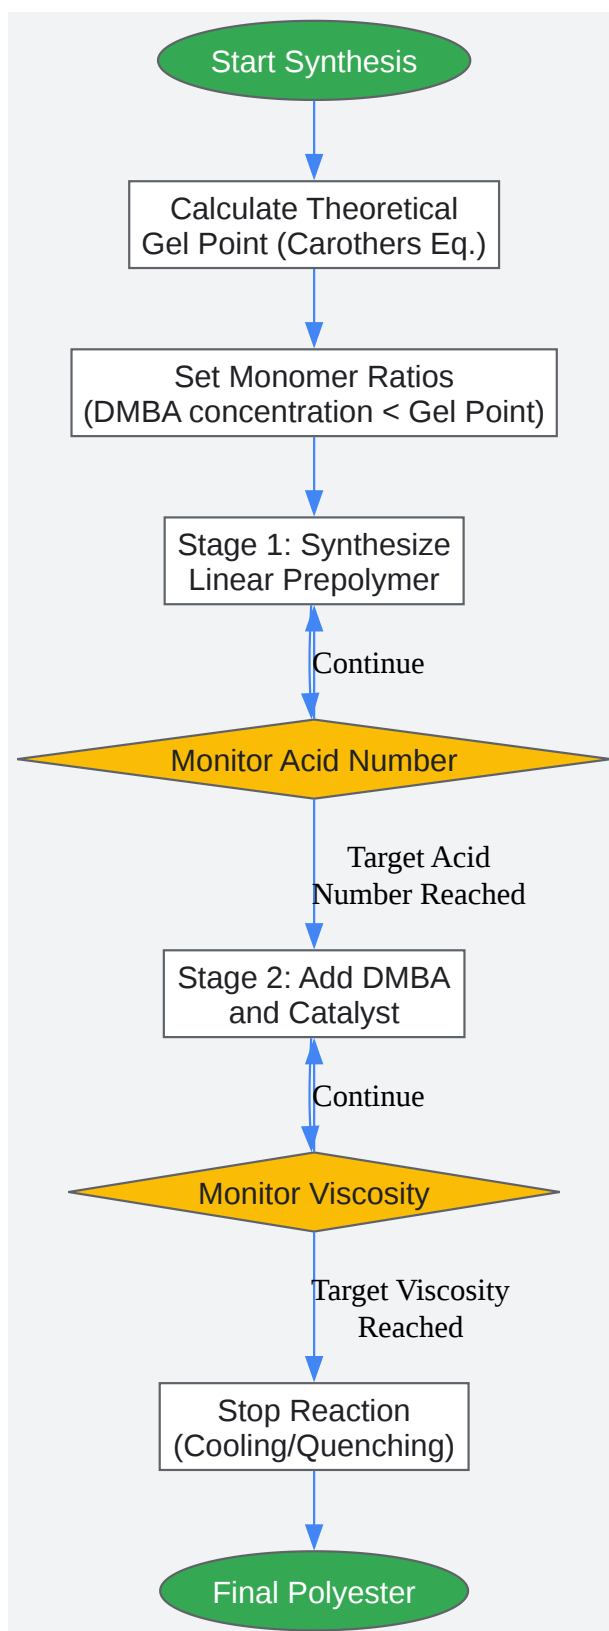 Start Synthesis
Calculate Theoretical
Gel Point (Carothers Eq.)
Set Monomer Ratios
(DMBA concentration < Gel Point)
Stage 1: Synthesize
Linear Prepolymer
Continue
Monitor Acid Number
Target Acid
Number Reached
Stage 2: Add DMBA
and Catalyst
Continue
Monitor Viscosity
Target Viscosity
Reached
Stop Reaction
(Cooling/Quenching)
Final Polyester